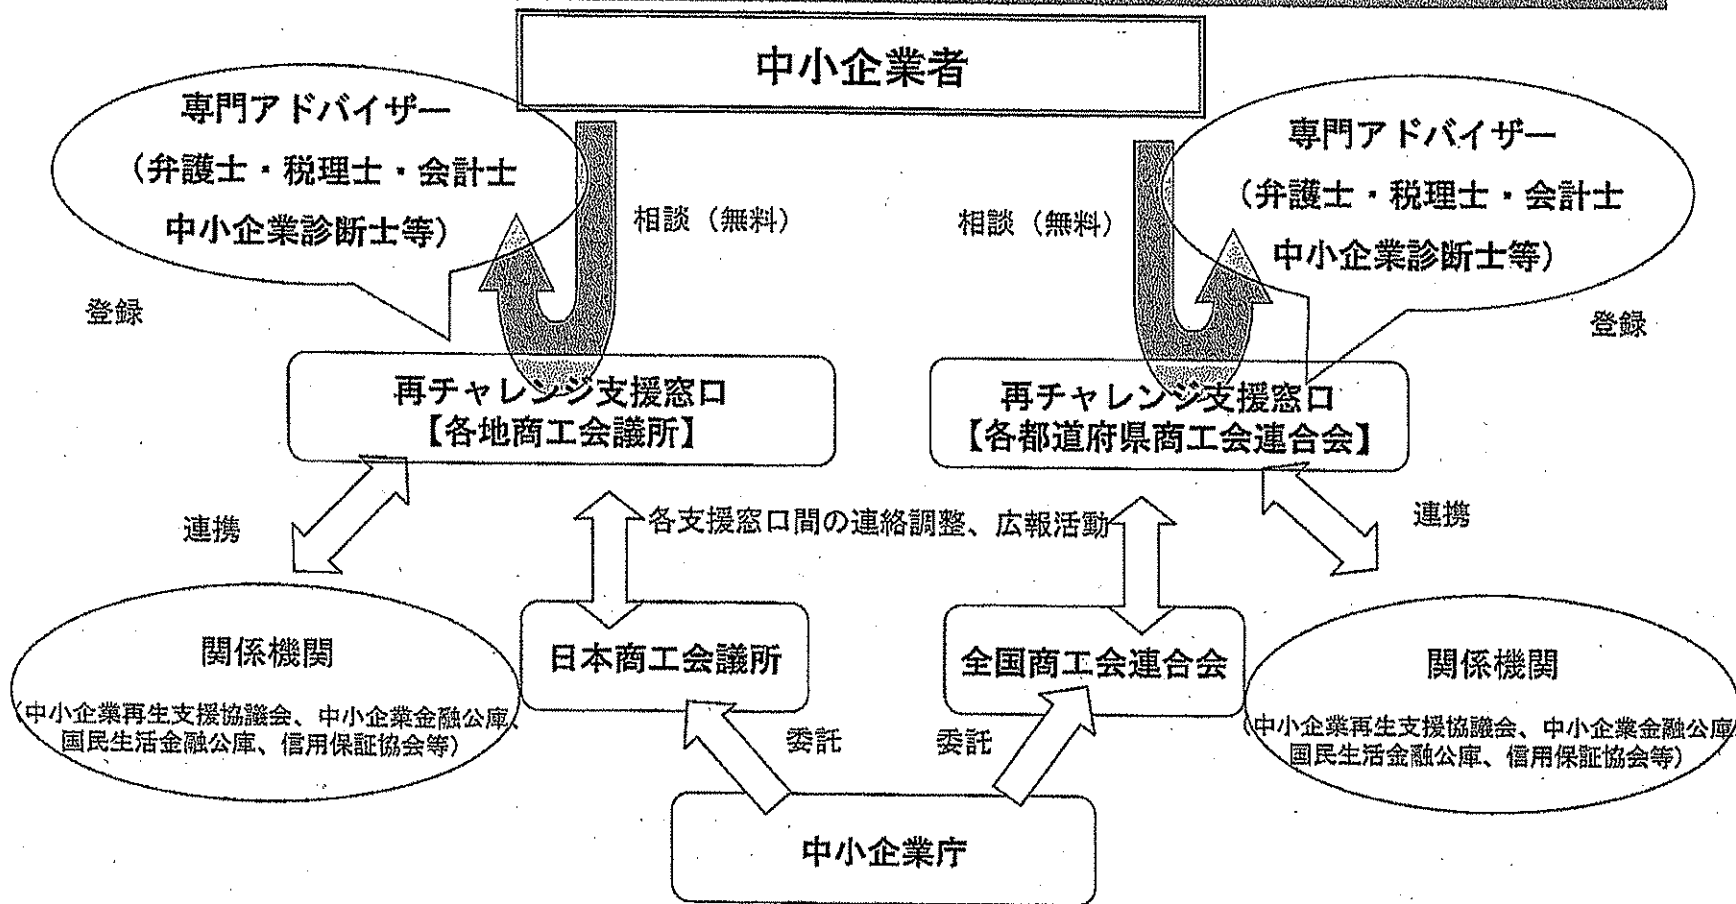 中小企業者
専門アドバイザー
（弁護士・税理士・会計士
中小企業診断士等）
専門アドバイザー
（弁護士・税理士・会計士
中小企業診断士等）
相談（無料）
相談（無料）
登録
登録
再チャレンジ支援窓口
【各地商工会議所】
再チャレンジ支援窓口
【各都道府県商工会連合会】
連携
各支援窓口間の連絡調整、広報活動
連携
関係機関
（中小企業再生支援協議会、中小企業金融公庫、
国民生活金融公庫、信用保証協会等）
日本商工会議所
全国商工会連合会
関係機関
（中小企業再生支援協議会、中小企業金融公庫
国民生活金融公庫、信用保証協会等）
委託
委託
中小企業庁